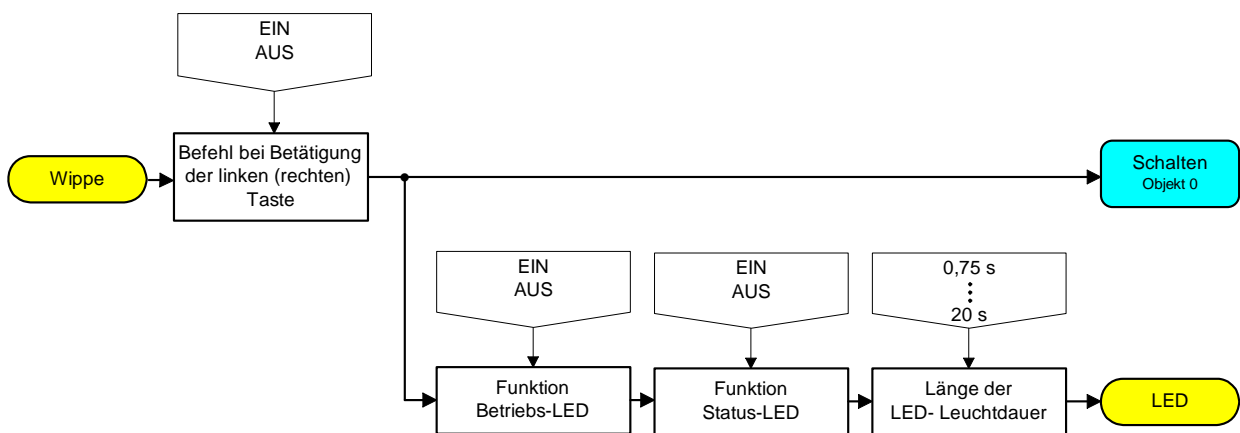 EIN
AUS
Wippe
Befehl bei Betätigung
der linken (rechten)
Taste
Schalten
Objekt 0
EIN
AUS
EIN
AUS
0,75 s
20 s
Funktion
Betriebs-LED
Funktion
Status-LED
Länge der
LED- Leuchtdauer
LED